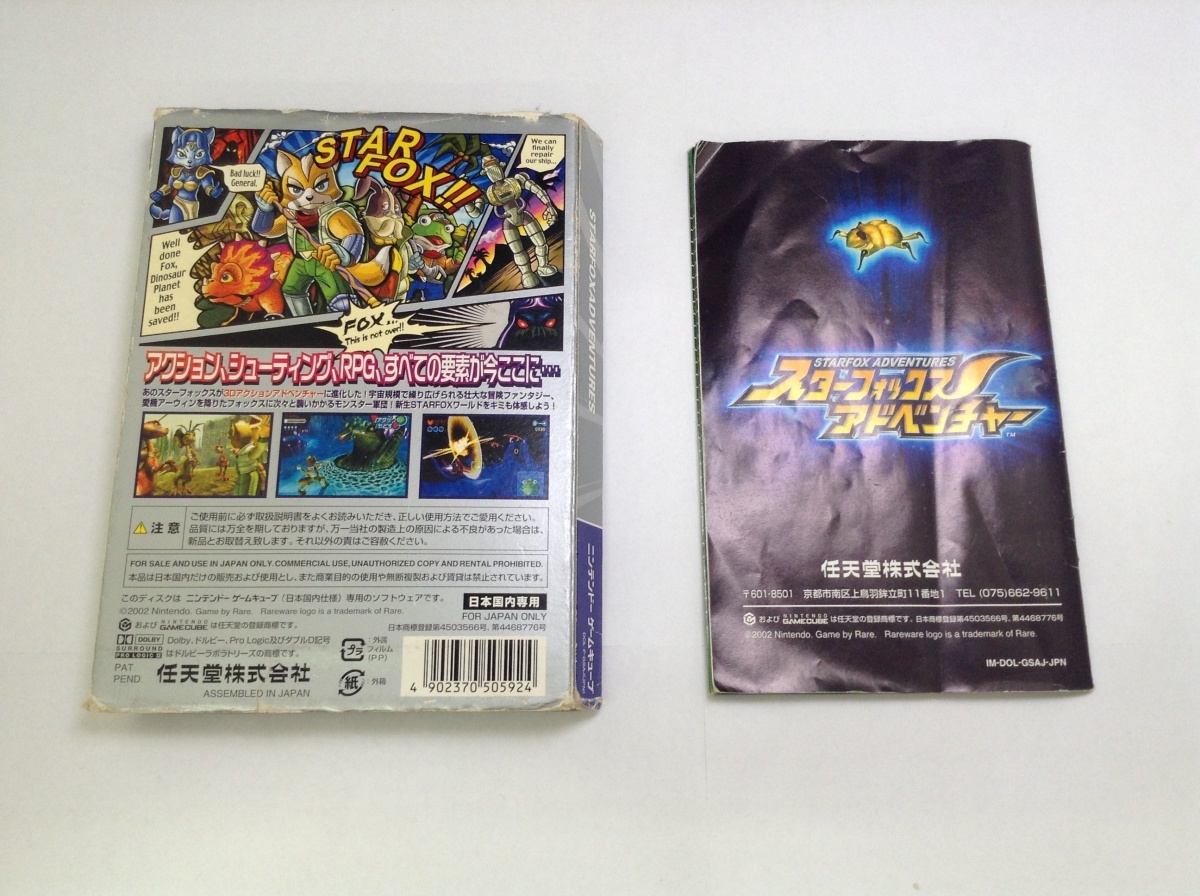 Bad luck!!
General.
STAR
FOX!!
We can
finally
repair
our ship...
Well
done
Fox,
Dinosaur
Planet
has
been
saved!!
FOX...
This is not over!!
アクション、シューティング、RPG、すべての要素が今ここに…
あのスターフォックスが3Dアクションアドベンチャーに進化した!宇宙規模で繰り広げられる壮大な冒険ファンタジー、
愛機アーウィンを降りたフォックスに次々と襲いかかるモンスター軍団!新生STARFOXワールドをキミも体感しよう!
注意
ご使用前に必ず取扱説明書をよくお読みいただき、正しい使用方法でご愛用ください。
品質には万全を期しておりますが、万一当社の製造上の原因による不良があった場合は、
新品とお取替え致します。それ以外の責はご容赦ください。
FOR SALE AND USE IN JAPAN ONLY. COMMERCIAL USE, UNAUTHORIZED COPY AND RENTAL PROHIBITED.
本品は日本国内だけの販売および使用とし、また商業目的の使用や無断複製および賃貸は禁止されています。
このディスクは ニンテンドー ゲームキューブ (日本国内仕様) 専用のソフトウェアです。
日本国内専用
©2002 Nintendo. Game by Rare. Rareware logo is a trademark of Rare.
FOR JAPAN ONLY
および NINTENDO GAMECUBE は任天堂の登録商標です。
日本商標登録第4503566号, 第4468776号
DOLBY
SURROUND
PRO LOGIC II
Dolby、ドルビー、Pro Logic及びダブルD記号
はドルビーラボラトリーズの商標です。
プラ
:外装
フィルム
(PP)
紙
:外箱
PAT
PEND.
任天堂株式会社
ASSEMBLED IN JAPAN
4 902370 505924
STARFOX ADVENTURES
ニンテンドー ゲームキューブ
STARFOX ADVENTURES
スターフォックス
アドベンチャー
TM
任天堂株式会社
〒601-8501 京都市南区上鳥羽鉾立町11番地1 TEL (075)662-9611
および NINTENDO GAMECUBE は任天堂の登録商標です。日本商標登録第4503566号, 第4468776号
©2002 Nintendo. Game by Rare. Rareware logo is a trademark of Rare.
IM-DOL-GSAJ-JPN